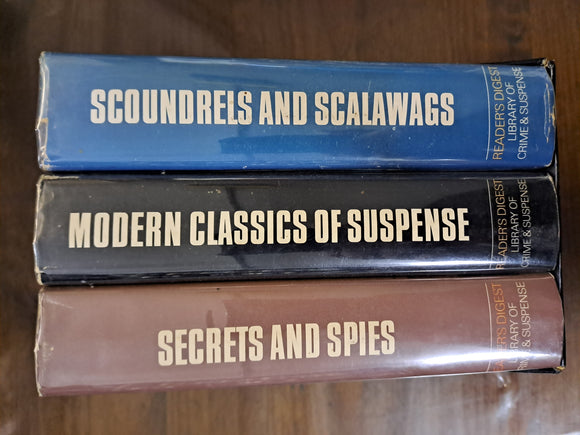 SCOUNDRELS AND SCALAWAGS
READER'S DIGEST
LIBRARY OF
CRIME & SUSPENSE
MODERN CLASSICS OF SUSPENSE
READER'S DIGEST
LIBRARY OF
CRIME & SUSPENSE
SECRETS AND SPIES
READER'S DIGEST
LIBRARY OF
CRIME & SUSPENSE